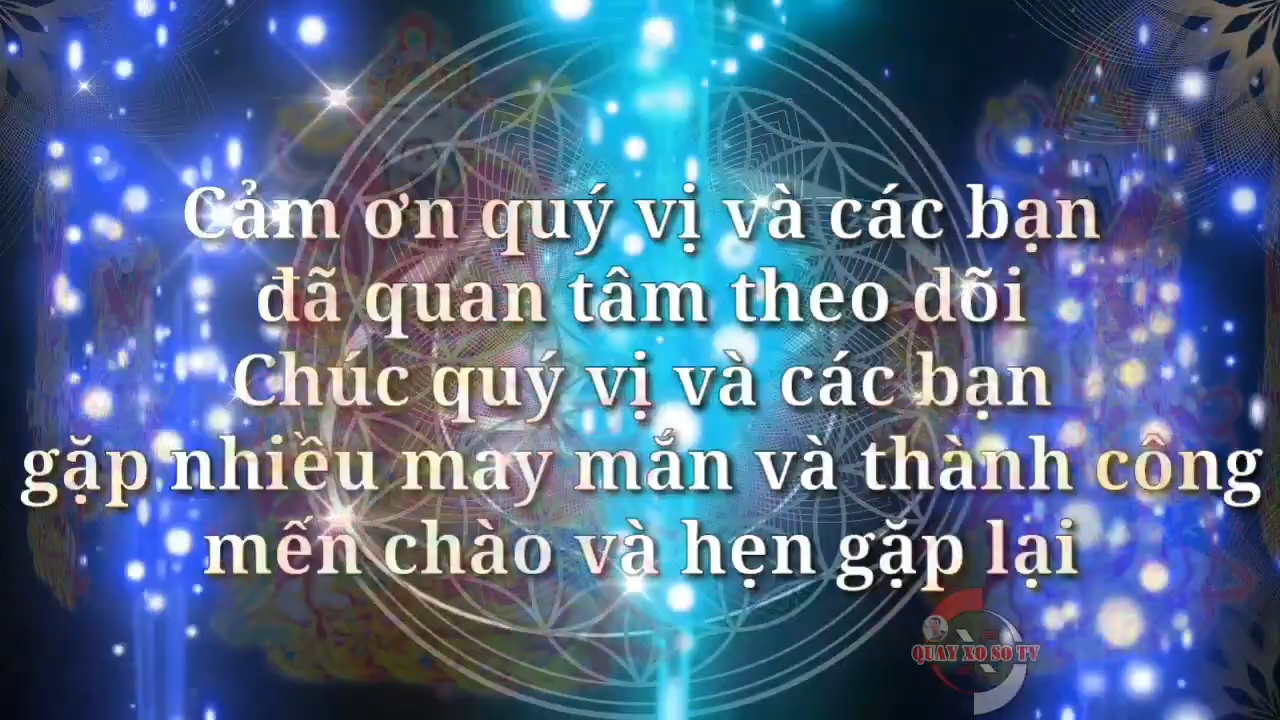 Cảm ơn quý vị và các bạn
đã quan tâm theo dõi
Chúc quý vị và các bạn
gặp nhiều may mắn và thành công
mến chào và hẹn gặp lại
QUAY XO SO TV